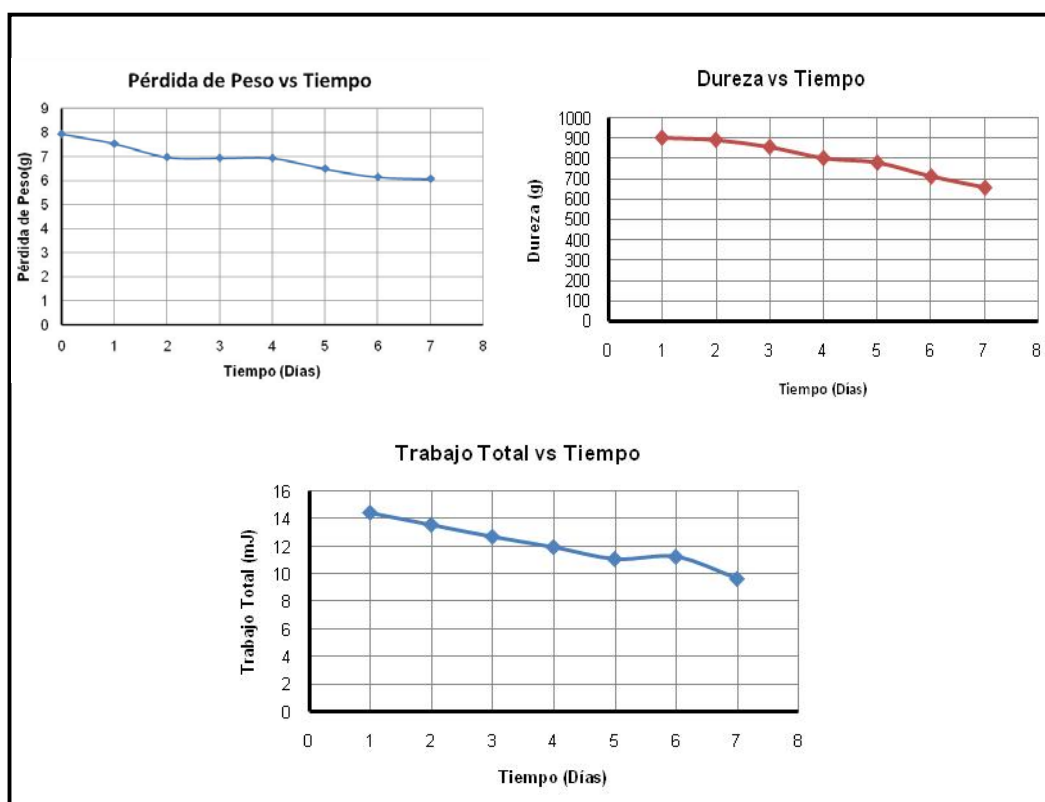 Pérdida de Peso vs Tiempo
Pérdida de Peso(g)
9
8
7
6
5
4
3
2
1
0
0 1 2 3 4 5 6 7 8
Tiempo (Días)
Dureza vs Tiempo
Dureza (g)
1000
900
800
700
600
500
400
300
200
100
0
0 1 2 3 4 5 6 7 8
Tiempo (Días)
Trabajo Total vs Tiempo
Trabajo Total (mJ)
16
14
12
10
8
6
4
2
0
0 1 2 3 4 5 6 7 8
Tiempo (Días)